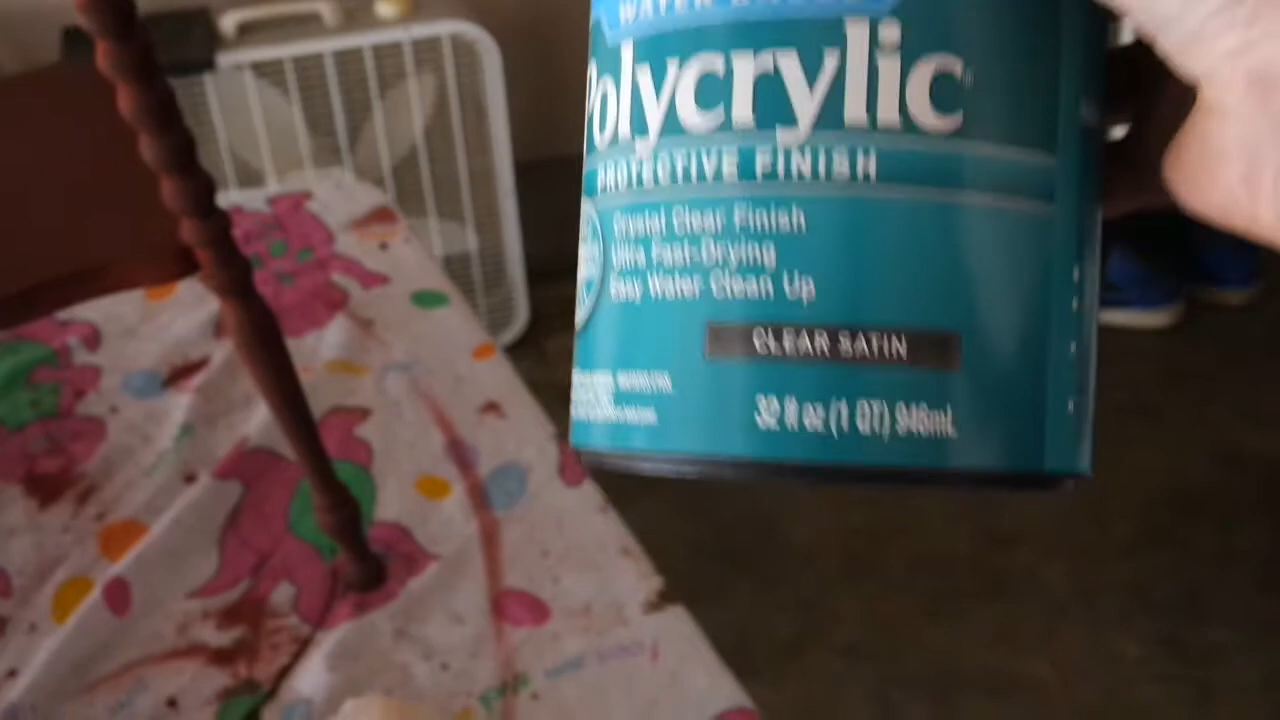 Polycrylic
PROTECTIVE FINISH
Crystal Clear Finish
Ultra Fast-Drying
Easy Water Clean Up
CLEAR SATIN
32 fl oz (1 QT) 946mL